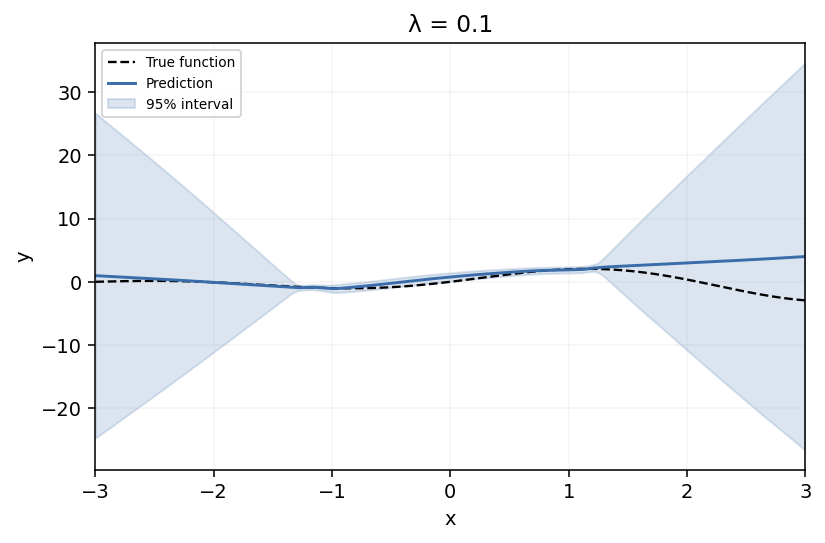 λ = 0.1
True function
Prediction
95% interval
30
20
10
0
−10
−20
y
−3
−2
−1
0
1
2
3
x